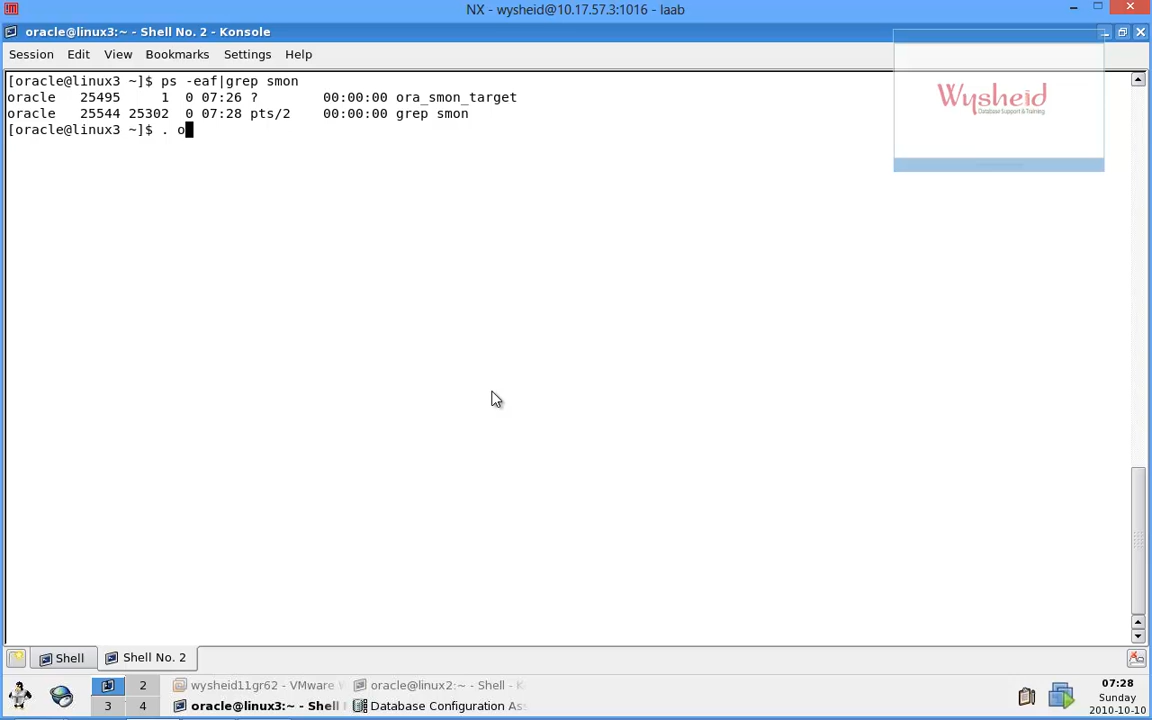 NX - wysheid@10.17.57.3:1016 - laab
oracle@linux3:~ - Shell No. 2 - Konsole
Session Edit View Bookmarks Settings Help
[oracle@linux3 ~]$ ps -eaf|grep smon
oracle   25495     1  0 07:26 ?        00:00:00 ora_smon_target
oracle   25544 25302  0 07:28 pts/2    00:00:00 grep smon
[oracle@linux3 ~]$ . o
Wysheid
Database Support & Training
Shell Shell No. 2
2 wysheid11gr62 - VMware W oracle@linux2:~ - Shell - K
3 4 oracle@linux3:~ - Shell Database Configuration Ass
07:28
Sunday
2010-10-10